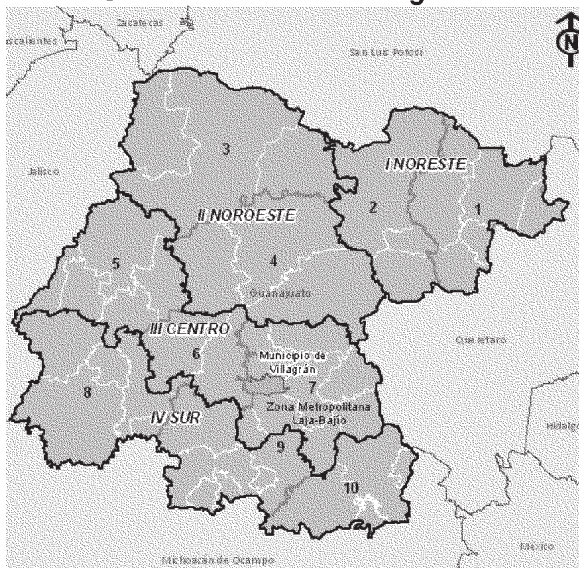 Zacatecas
San Luis Potosí
N
Jalisco
3
I NORESTE
2
1
II NOROESTE
5
4
Guanajuato
III CENTRO
6
Municipio de
Villagrán
Querétaro
7
8
IV SUR
Zona Metropolitana
Laja-Bajío
Hidalgo
9
10
México
Michoacán de Ocampo